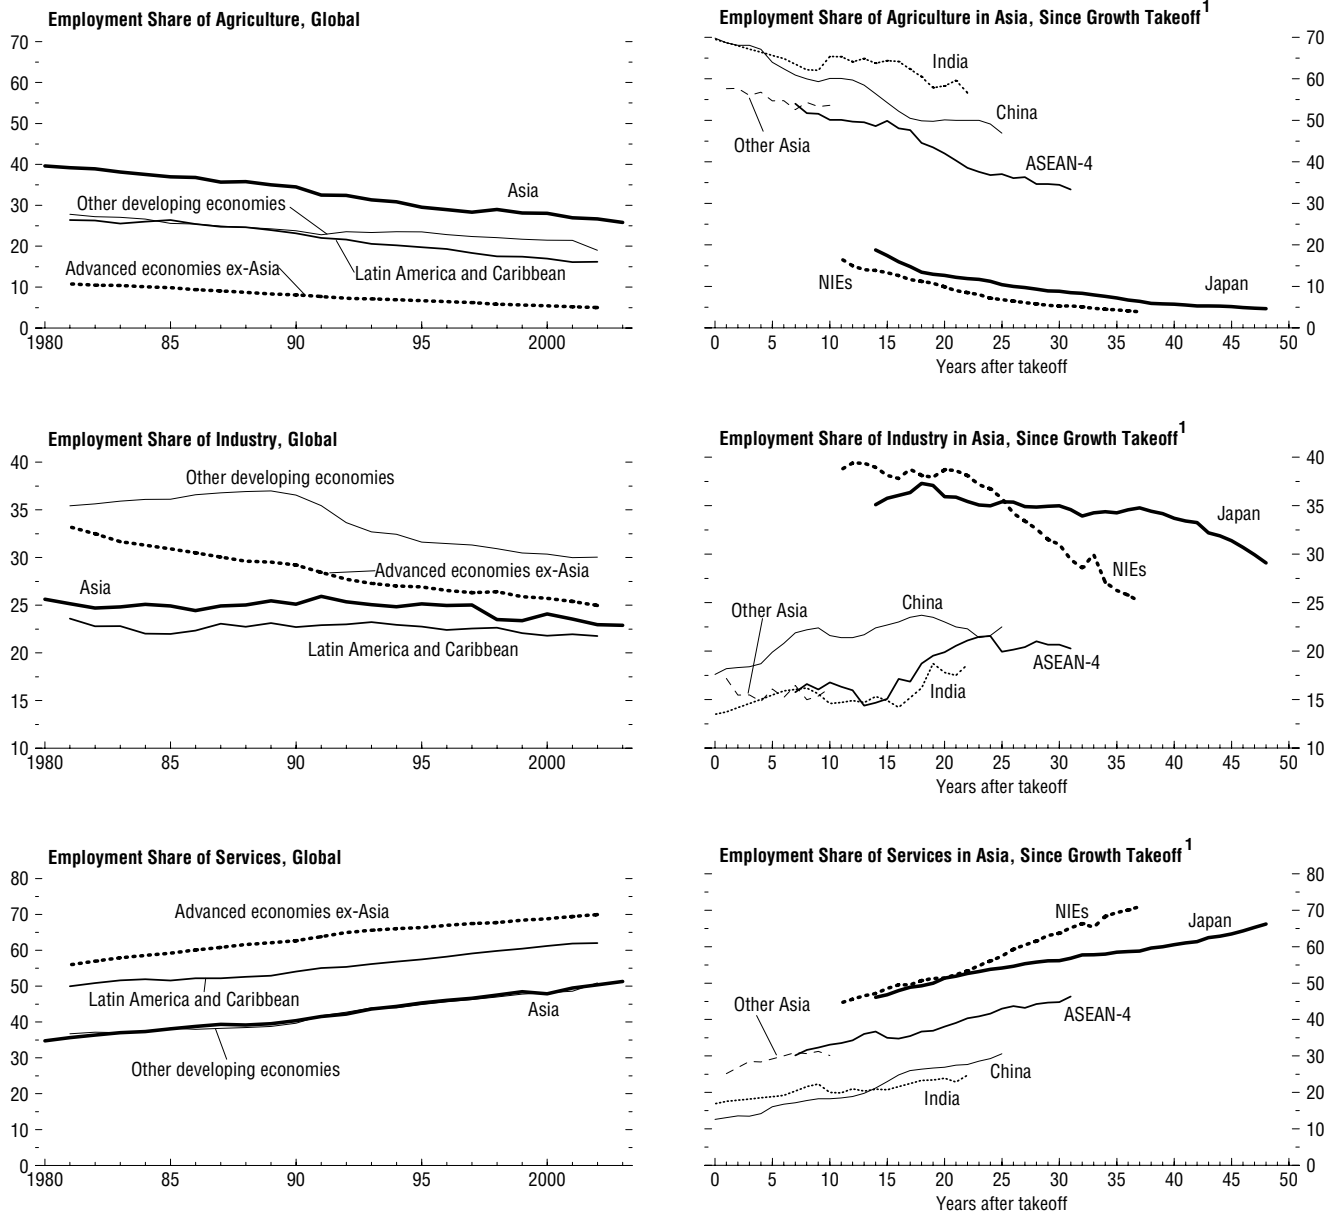 Employment Share of Agriculture, Global
70
60
50
40
30
20
10
0
Asia
Other developing economies
Latin America and Caribbean
Advanced economies ex-Asia
1980 85 90 95 2000
Employment Share of Agriculture in Asia, Since Growth Takeoff1
70
60
50
40
30
20
10
0
India
China
Other Asia
ASEAN-4
NIEs
Japan
0 5 10 15 20 25 30 35 40 45 50
Years after takeoff
Employment Share of Industry, Global
40
35
30
25
20
15
10
Other developing economies
Advanced economies ex-Asia
Asia
Latin America and Caribbean
1980 85 90 95 2000
Employment Share of Industry in Asia, Since Growth Takeoff1
40
35
30
25
20
15
10
Japan
NIEs
Other Asia
China
ASEAN-4
India
0 5 10 15 20 25 30 35 40 45 50
Years after takeoff
Employment Share of Services, Global
80
70
60
50
40
30
20
10
0
Advanced economies ex-Asia
Latin America and Caribbean
Asia
Other developing economies
1980 85 90 95 2000
Employment Share of Services in Asia, Since Growth Takeoff1
80
70
60
50
40
30
20
10
0
NIEs
Japan
Other Asia
ASEAN-4
China
India
0 5 10 15 20 25 30 35 40 45 50
Years after takeoff